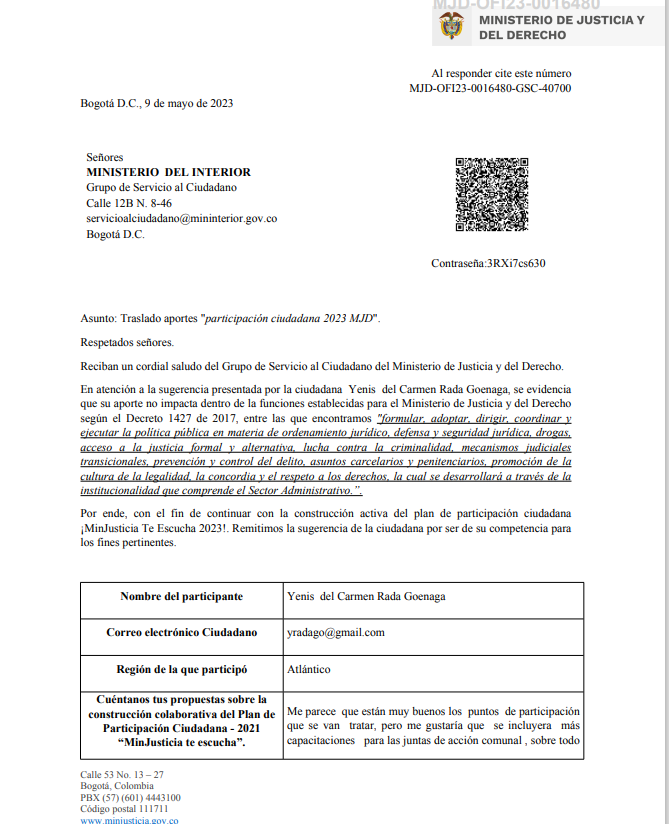 MJD-OFI23-0016480
MINISTERIO DE JUSTICIA Y
DEL DERECHO
Al responder cite este número
MJD-OFI23-0016480-GSC-40700
Bogotá D.C., 9 de mayo de 2023
Señores
MINISTERIO DEL INTERIOR
Grupo de Servicio al Ciudadano
Calle 12B N. 8-46
servicioalciudadano@mininterior.gov.co
Bogotá D.C.
Contraseña:3RXi7cs630
Asunto: Traslado aportes "participación ciudadana 2023 MJD".
Respetados señores.
Reciban un cordial saludo del Grupo de Servicio al Ciudadano del Ministerio de Justicia y del Derecho.
En atención a la sugerencia presentada por la ciudadana Yenis del Carmen Rada Goenaga, se evidencia
que su aporte no impacta dentro de la funciones establecidas para el Ministerio de Justicia y del Derecho
según el Decreto 1427 de 2017, entre las que encontramos "formular, adoptar, dirigir, coordinar y
ejecutar la política pública en materia de ordenamiento jurídico, defensa y seguridad jurídica, drogas,
acceso a la justicia formal y alternativa, lucha contra la criminalidad, mecanismos judiciales
transicionales, prevención y control del delito, asuntos carcelarios y penitenciarios, promoción de la
cultura de la legalidad, la concordia y el respeto a los derechos, la cual se desarrollará a través de la
institucionalidad que comprende el Sector Administrativo.”.
Por ende, con el fin de continuar con la construcción activa del plan de participación ciudadana
¡MinJusticia Te Escucha 2023!. Remitimos la sugerencia de la ciudadana por ser de su competencia para
los fines pertinentes.
Nombre del participante
Yenis del Carmen Rada Goenaga
Correo electrónico Ciudadano
yradago@gmail.com
Región de la que participó
Atlántico
Cuéntanos tus propuestas sobre la
construcción colaborativa del Plan de
Participación Ciudadana - 2021
“MinJusticia te escucha”.
Me parece que están muy buenos los puntos de participación
que se van tratar, pero me gustaría que se incluyera más
capacitaciones para las juntas de acción comunal , sobre todo
Calle 53 No. 13 – 27
Bogotá, Colombia
PBX (57) (601) 4443100
Código postal 111711
www.minjusticia.gov.co